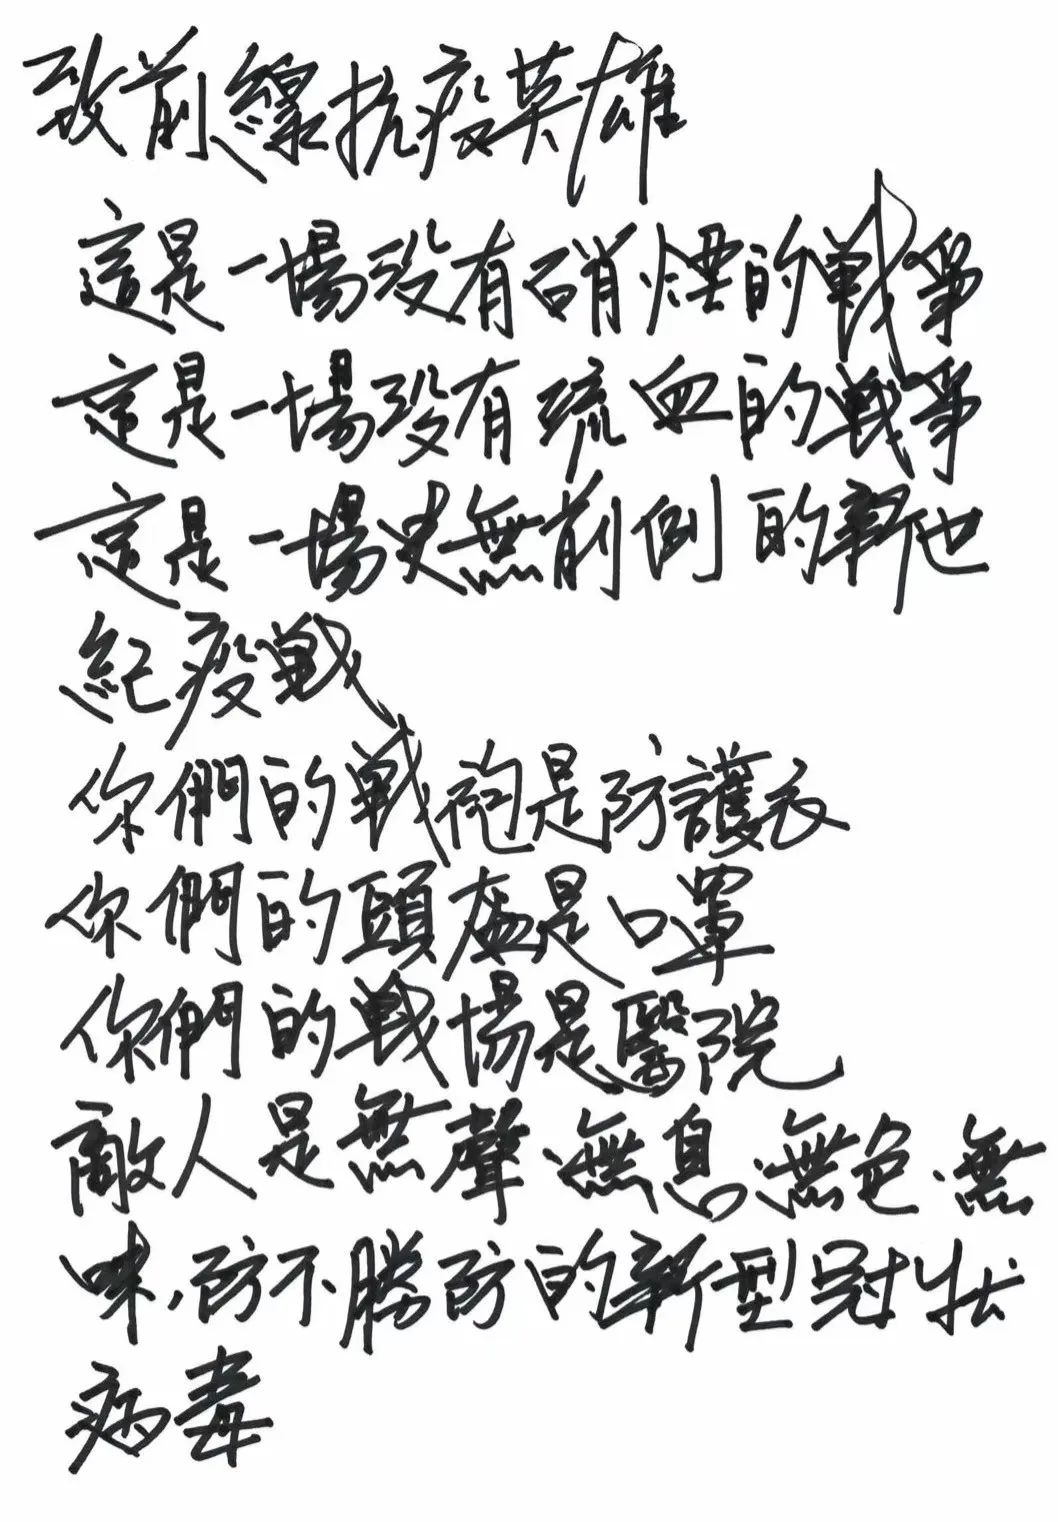 致前線抗疫英雄
這是一場没有硝煙的戰爭
這是一場没有流血的戰爭
這是一場史無前例的新世
紀疫戰
你們的戰袍是防護衣
你們的頭盔是口罩
你們的戰場是醫院
敵人是無聲·無息·無色·無
味,防不勝防的新型冠狀
病毒